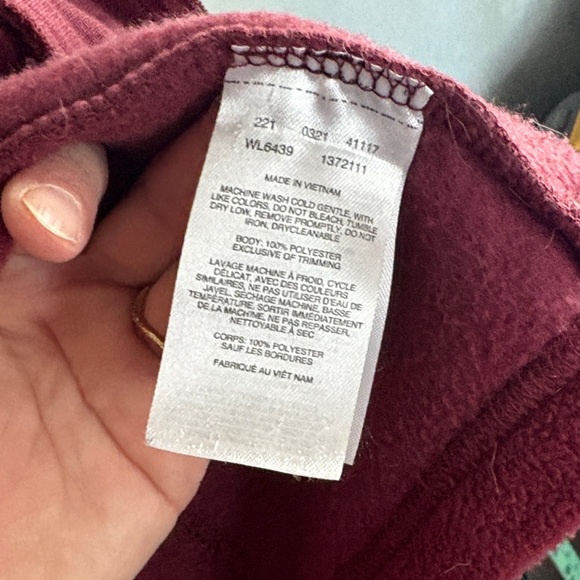 221 0321 41117
WL6439 1372111
MADE IN VIETNAM
MACHINE WASH COLD GENTLE, WITH
LIKE COLORS, DO NOT BLEACH, TUMBLE
DRY LOW, REMOVE PROMPTLY, DO NOT
IRON, DRYCLEANABLE
BODY: 100% POLYESTER
EXCLUSIVE OF TRIMMING
LAVAGE MACHINE À FROID, CYCLE
DÉLICAT, AVEC DES COULEURS
SIMILAIRES, NE PAS UTILISER D'EAU DE
JAVEL, SECHAGE MACHINE, BASSE
TEMPÉRATURE, SORTIR IMMÉDIATEMENT
DE LA MACHINE, NE PAS REPASSER,
NETTOYABLE À SEC
CORPS: 100% POLYESTER
SAUF LES BORDURES
FABRIQUÉ AU VIÊT NAM